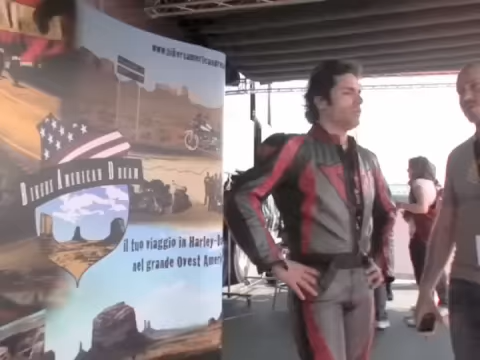 www.bikersamericandream
BIKERS AMERICAN DREAM
il tuo viaggio in Harley-D
nel grande Ovest Ameri